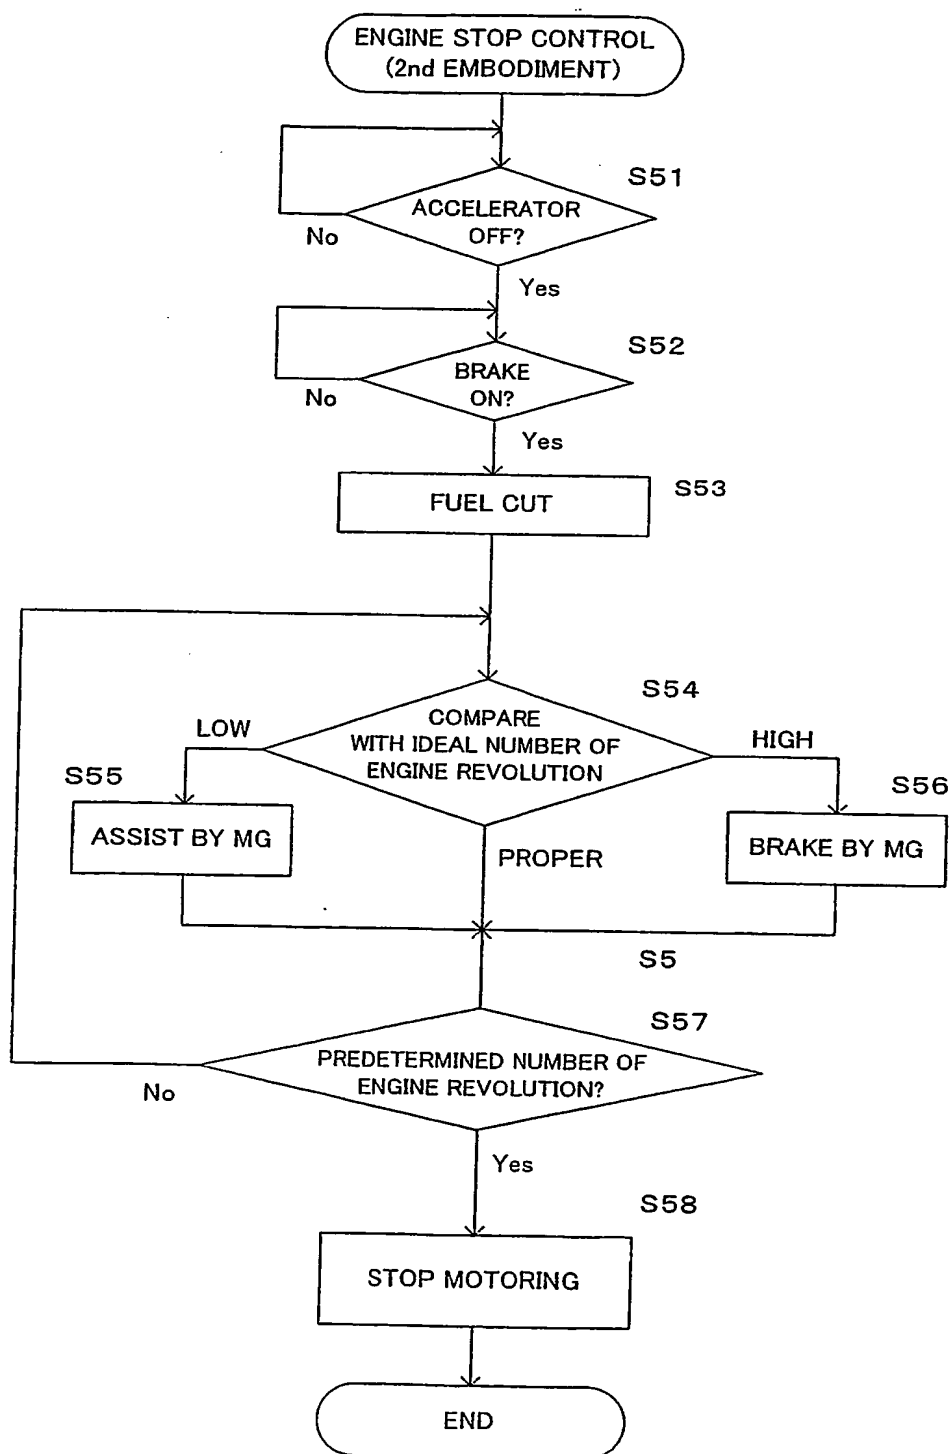 ENGINE STOP CONTROL
(2nd EMBODIMENT)
S51
ACCELERATOR
OFF?
No
Yes
S52
BRAKE
ON?
No
Yes
S53
FUEL CUT
S54
COMPARE
WITH IDEAL NUMBER OF
ENGINE REVOLUTION
LOW
HIGH
S55
ASSIST BY MG
S56
BRAKE BY MG
PROPER
S5
S57
PREDETERMINED NUMBER OF
ENGINE REVOLUTION?
No
Yes
S58
STOP MOTORING
END